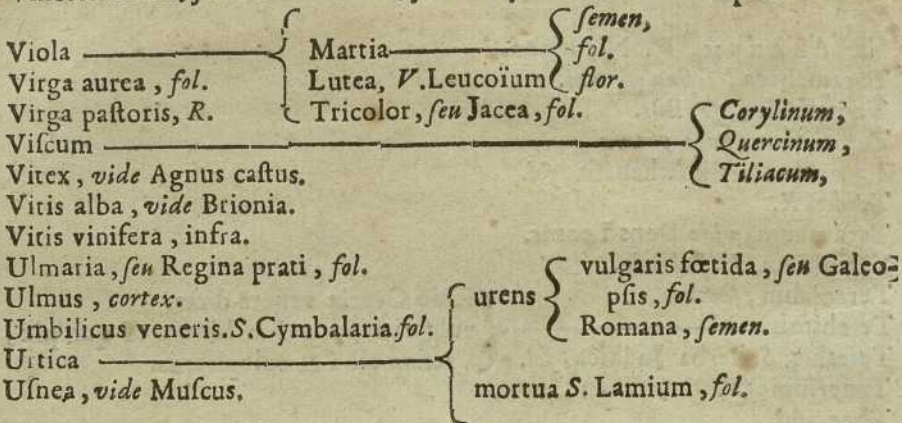 ſemen,
Viola Martia fol.
Virga aurea, fol. Lutea, V. Leucoïum flor.
Virga paſtoris, R. Tricolor, ſeu Jacea, fol. Corylinum,
Viſcum Quercinum,
Vitex, vide Agnus caſtus. Tiliacum,
Vitis alba, vide Brionia.
Vitis vinifera, infra.
Ulmaria, ſeu Regina prati, fol. vulgaris fœtida, ſeu Galeo-
Ulmus, cortex. urens pſis, fol.
Umbilicus veneris. S. Cymbalaria. fol. Romana, ſemen.
Urtica
Uſnea, vide Muſcus. mortua S. Lamium, fol.